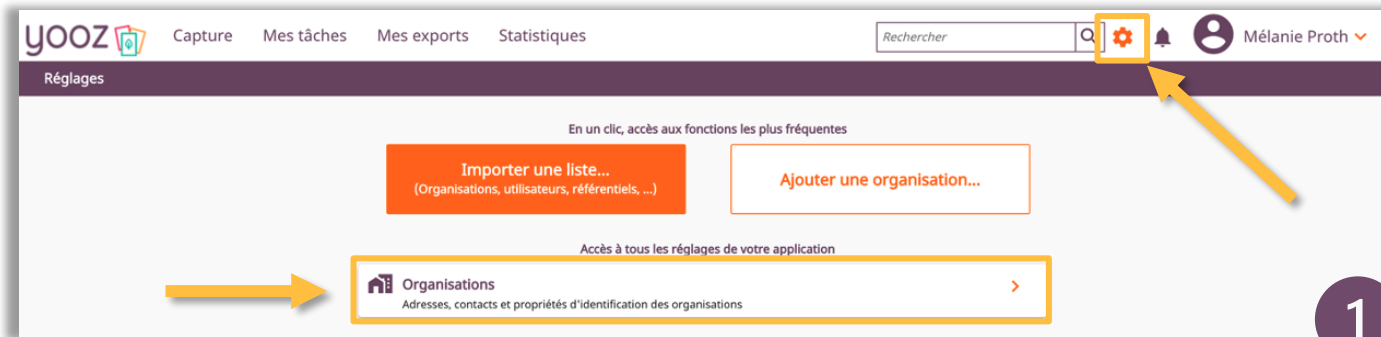 yooz Capture Mes tâches Mes exports Statistiques Rechercher Mélanie Proth
Réglages
En un clic, accès aux fonctions les plus fréquentes
Importer une liste...
(Organisations, utilisateurs, référentiels, ...)
Ajouter une organisation...
Accès à tous les réglages de votre application
Organisations
Adresses, contacts et propriétés d'identification des organisations
1